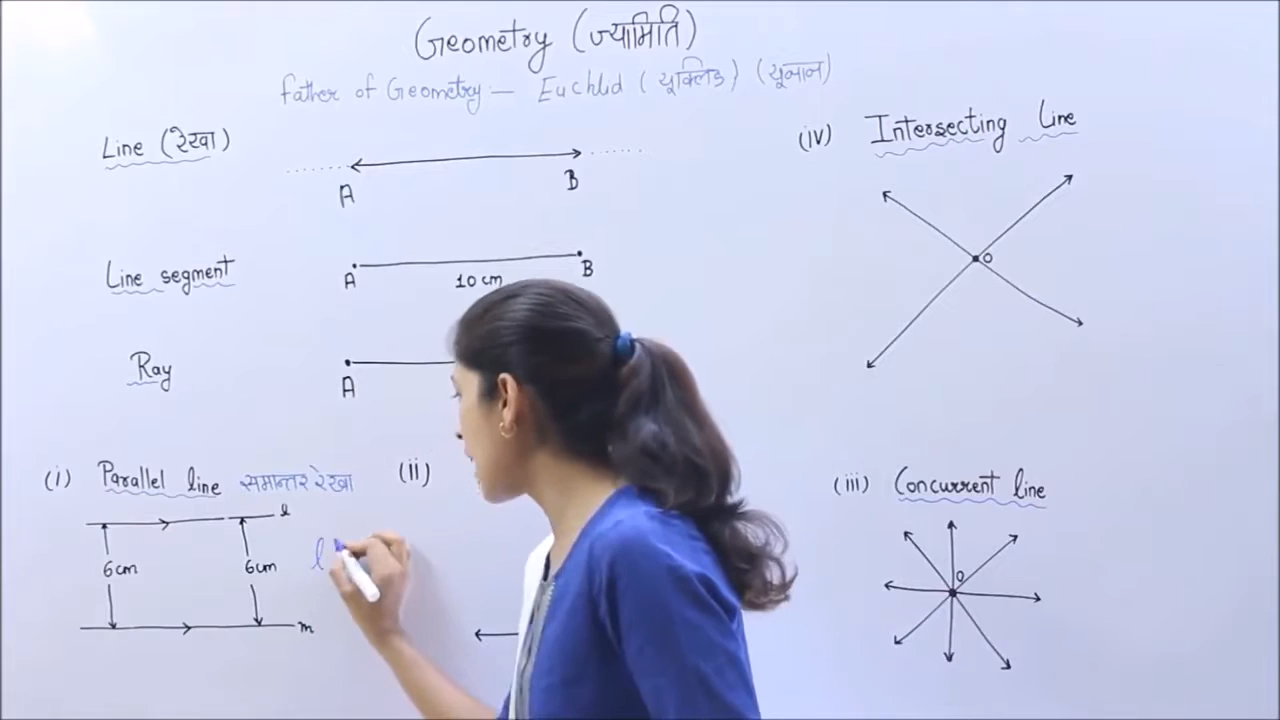 Geometry (ज्यामिति)
Father of Geometry:— Euchlid (यूक्लिड) (यूनान)
Line (रेखा)
A B
Line segment
A B
10 cm
Ray
A
(i) Parallel line समान्तर रेखा
l
6cm 6cm
m
l
(ii)
(iv) Intersecting Line
O
(iii) Concurrent line
O